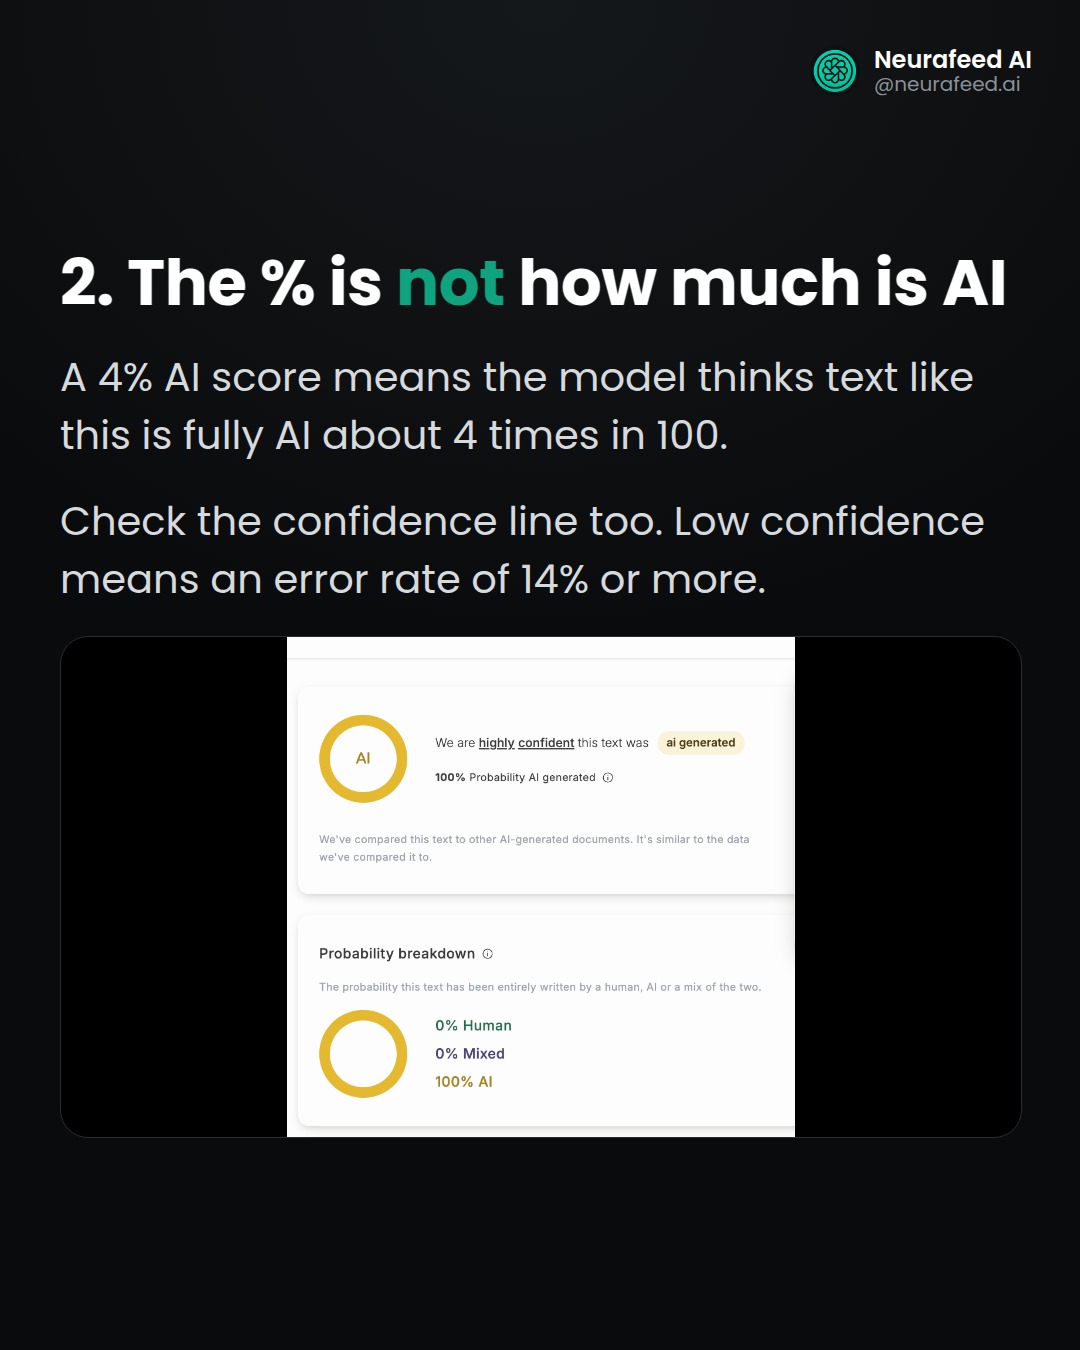 Neurafeed AI
@neurafeed.ai
2. The % is not how much is AI
A 4% AI score means the model thinks text like
this is fully AI about 4 times in 100.
Check the confidence line too. Low confidence
means an error rate of 14% or more.
AI
We are highly confident this text was ai generated
100% Probability AI generated
We've compared this text to other AI-generated documents. It's similar to the data
we've compared it to.
Probability breakdown
The probability this text has been entirely written by a human, AI or a mix of the two.
0% Human
0% Mixed
100% AI